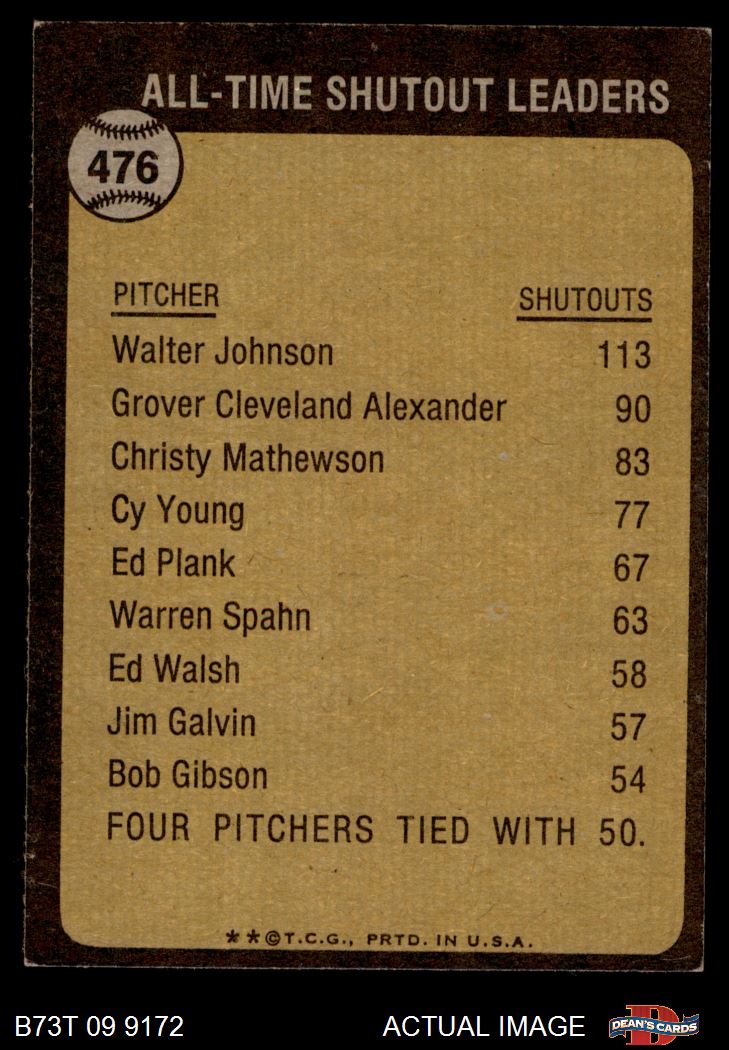 ALL-TIME SHUTOUT LEADERS
476
PITCHER SHUTOUTS
Walter Johnson 113
Grover Cleveland Alexander 90
Christy Mathewson 83
Cy Young 77
Ed Plank 67
Warren Spahn 63
Ed Walsh 58
Jim Galvin 57
Bob Gibson 54
FOUR PITCHERS TIED WITH 50.
**©T.C.G., PRTD. IN U.S.A.
B73T 09 9172 ACTUAL IMAGE D DEAN'S CARDS